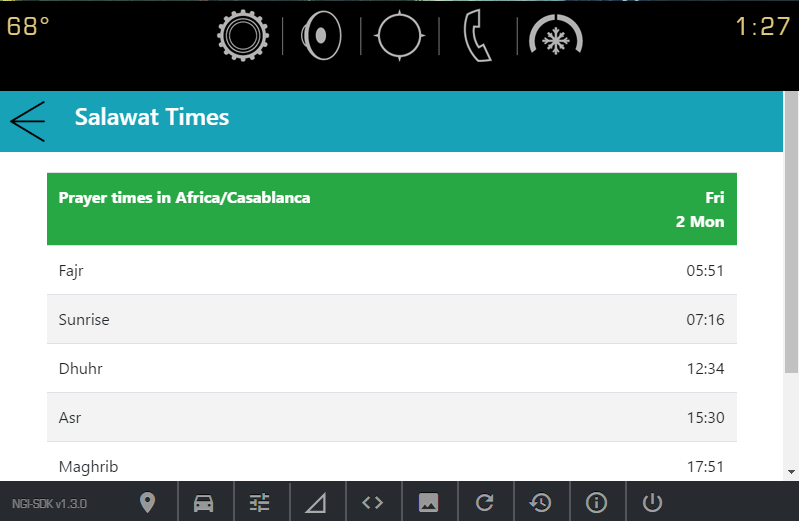 68° 1:27
Salawat Times
Prayer times in Africa/Casablanca Fri
2 Mon
Fajr 05:51
Sunrise 07:16
Dhuhr 12:34
Asr 15:30
Maghrib 17:51
NGI-SDK v1.3.0